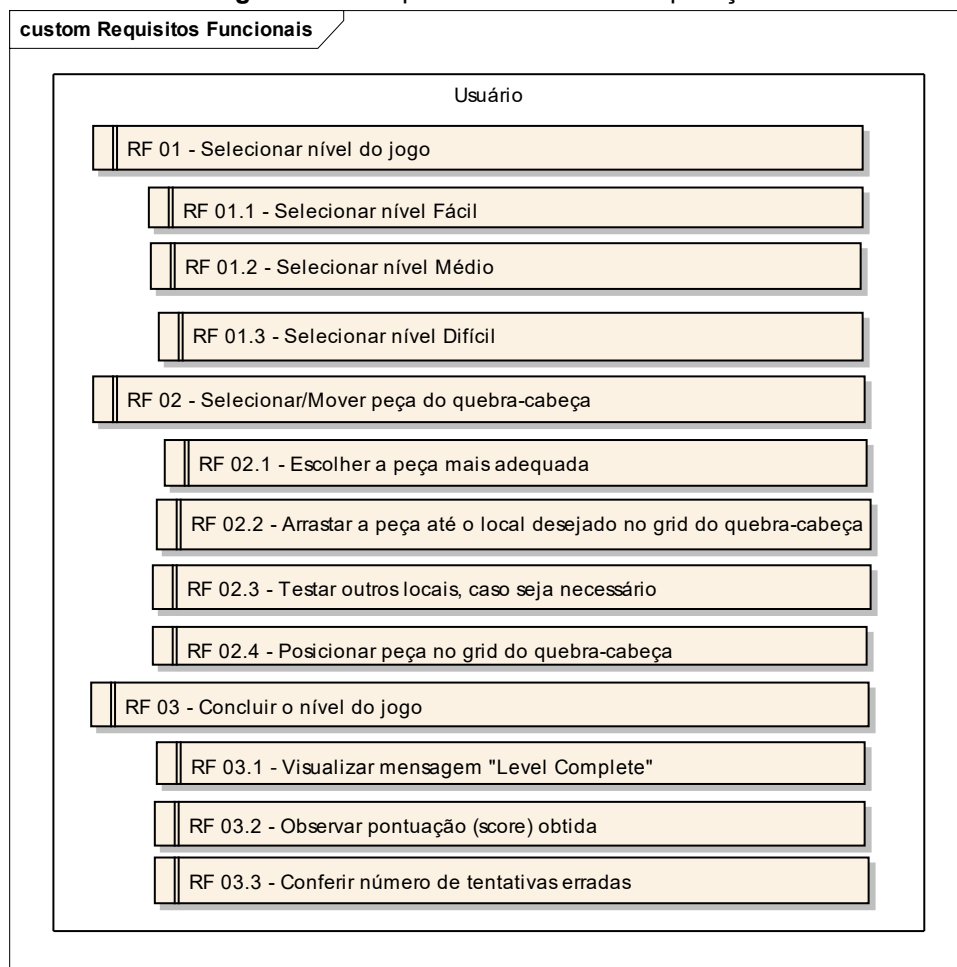 custom Requisitos Funcionais
Usuário
RF 01 - Selecionar nível do jogo
RF 01.1 - Selecionar nível Fácil
RF 01.2 - Selecionar nível Médio
RF 01.3 - Selecionar nível Difícil
RF 02 - Selecionar/Mover peça do quebra-cabeça
RF 02.1 - Escolher a peça mais adequada
RF 02.2 - Arrastar a peça até o local desejado no grid do quebra-cabeça
RF 02.3 - Testar outros locais, caso seja necessário
RF 02.4 - Posicionar peça no grid do quebra-cabeça
RF 03 - Concluir o nível do jogo
RF 03.1 - Visualizar mensagem "Level Complete"
RF 03.2 - Observar pontuação (score) obtida
RF 03.3 - Conferir número de tentativas erradas